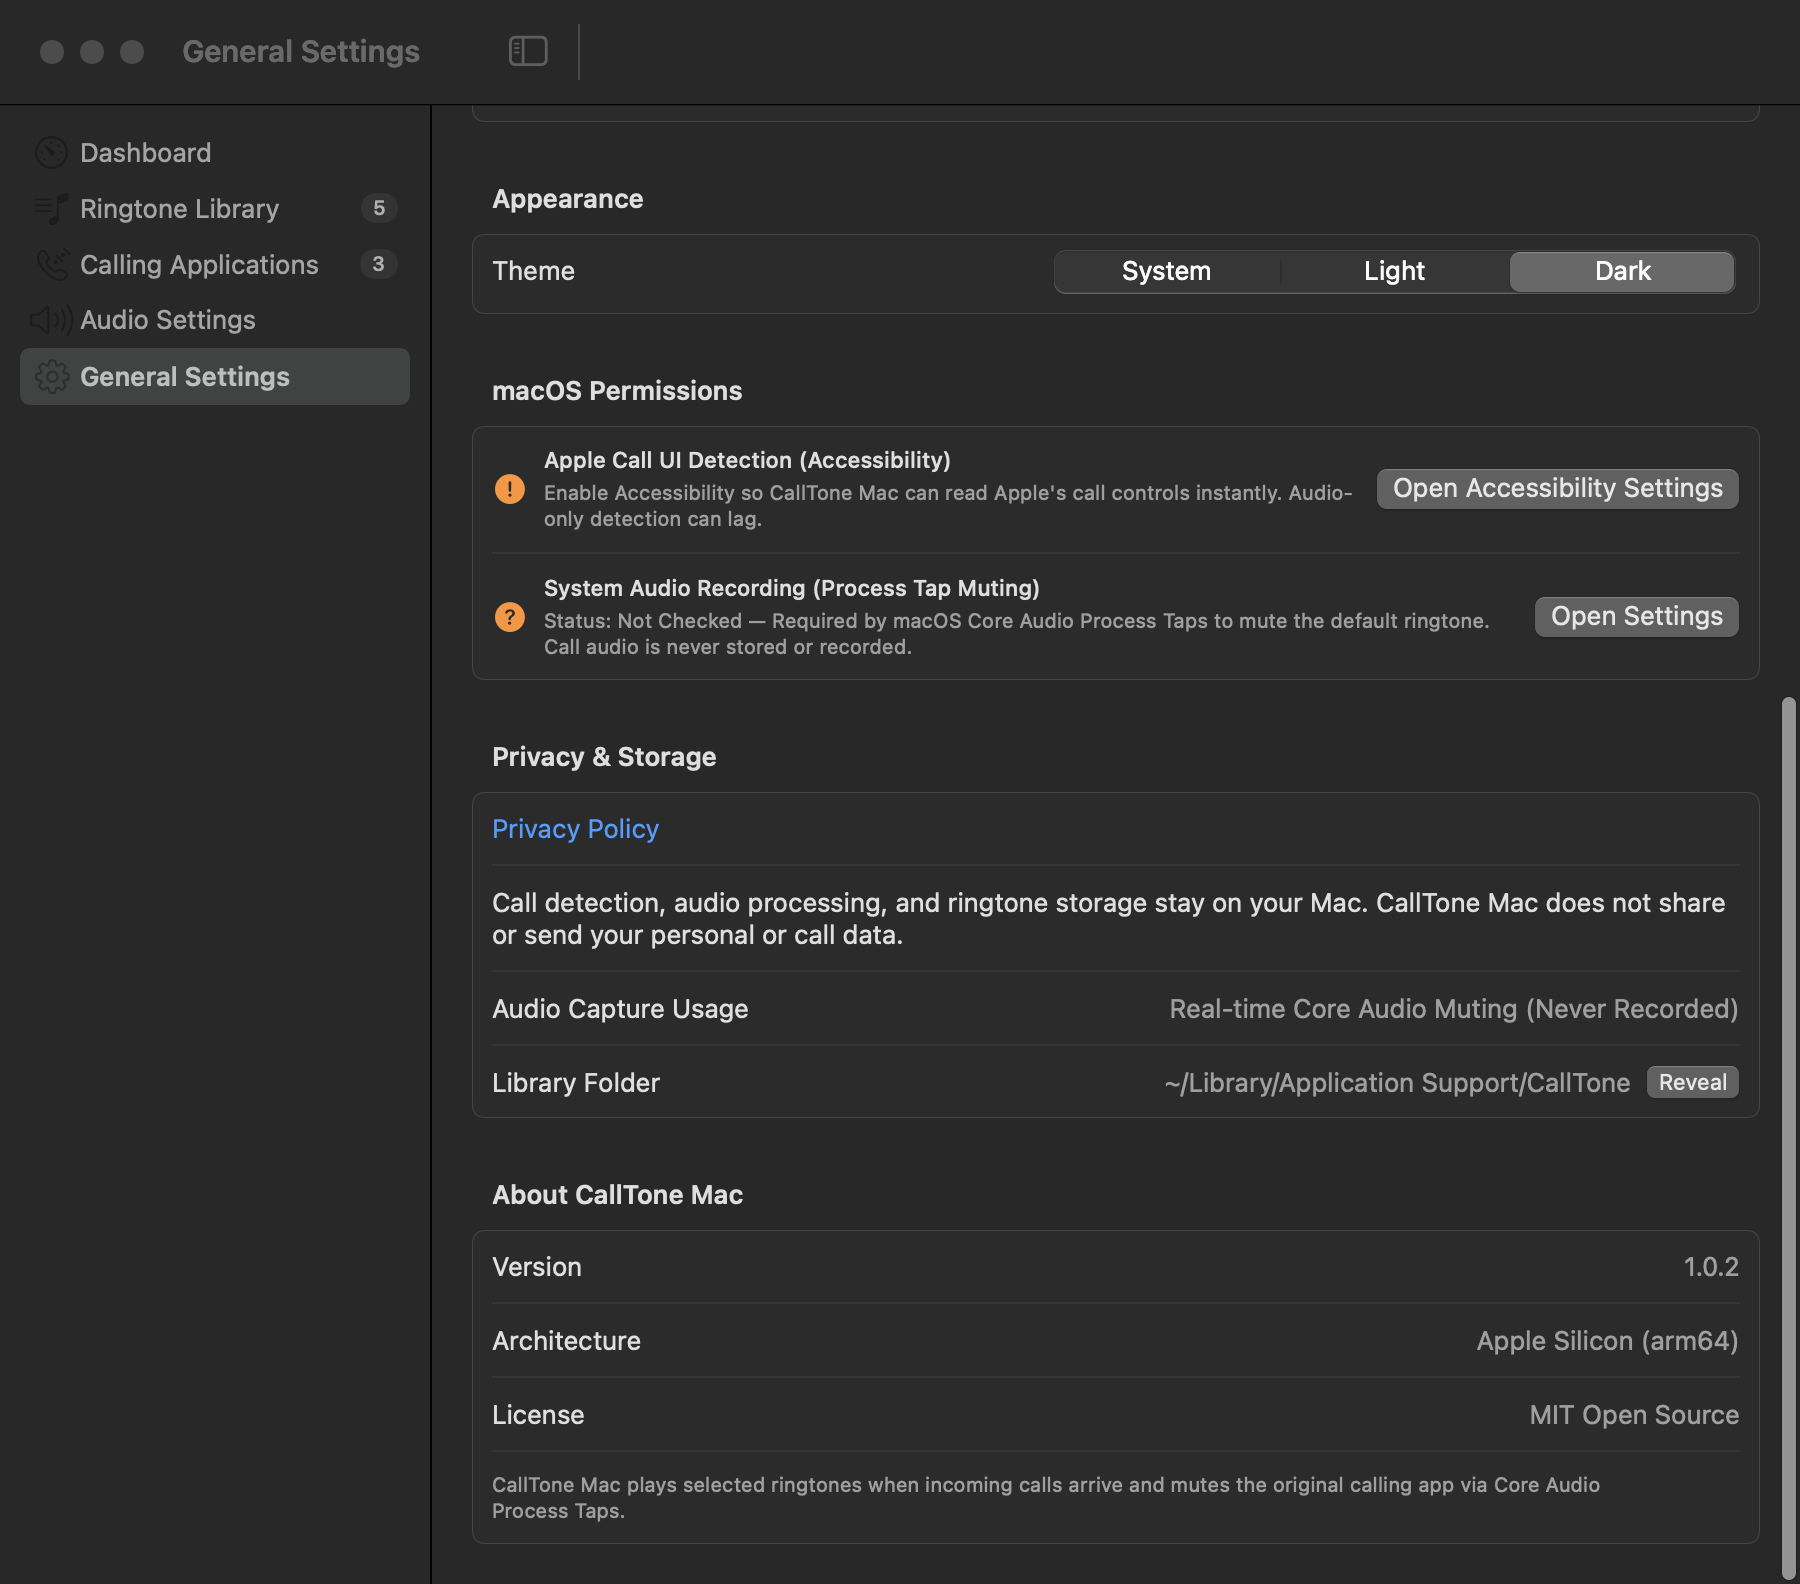 General Settings
Dashboard
Ringtone Library 5
Calling Applications 3
Audio Settings
General Settings
Appearance
Theme System Light Dark
macOS Permissions
Apple Call UI Detection (Accessibility)
Enable Accessibility so CallTone Mac can read Apple's call controls instantly. Audio-
only detection can lag.
Open Accessibility Settings
System Audio Recording (Process Tap Muting)
Status: Not Checked — Required by macOS Core Audio Process Taps to mute the default ringtone.
Call audio is never stored or recorded.
Open Settings
Privacy & Storage
Privacy Policy
Call detection, audio processing, and ringtone storage stay on your Mac. CallTone Mac does not share
or send your personal or call data.
Audio Capture Usage Real-time Core Audio Muting (Never Recorded)
Library Folder ~/Library/Application Support/CallTone Reveal
About CallTone Mac
Version 1.0.2
Architecture Apple Silicon (arm64)
License MIT Open Source
CallTone Mac plays selected ringtones when incoming calls arrive and mutes the original calling app via Core Audio
Process Taps.